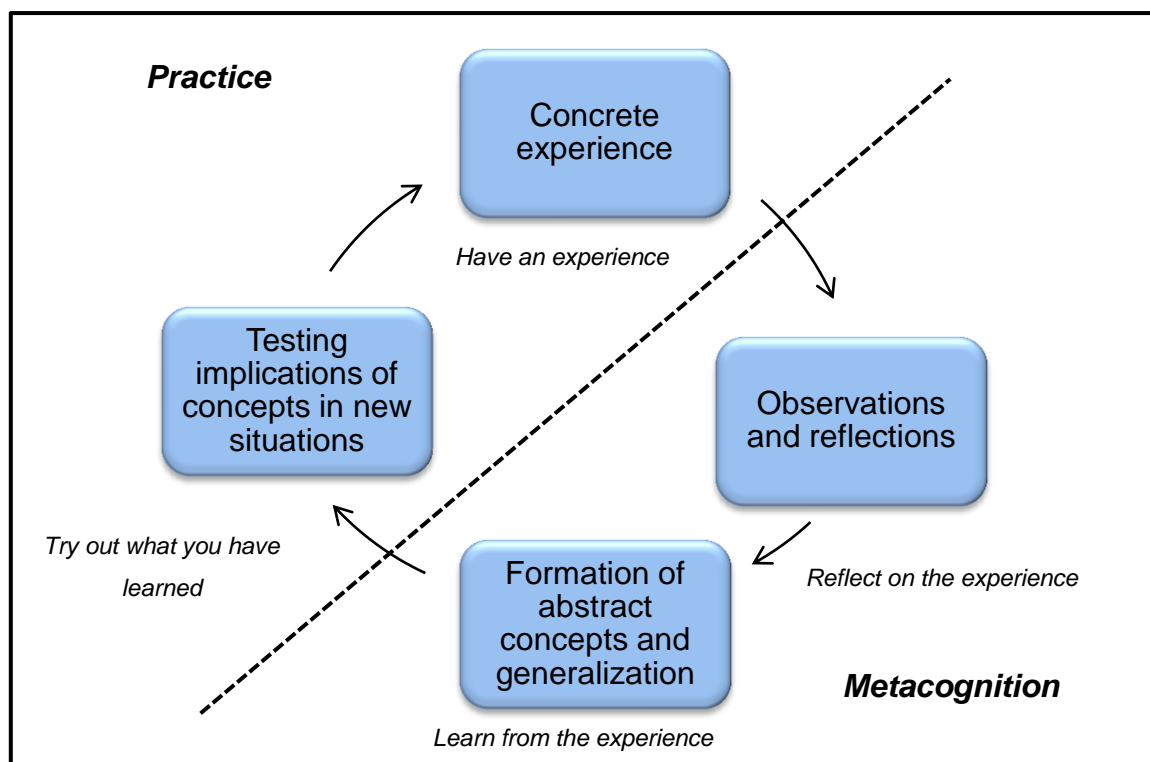 Practice
Concrete
experience
Have an experience
Testing
implications of
concepts in new
situations
Observations
and reflections
Try out what you have
learned
Formation of
abstract
concepts and
generalization
Reflect on the experience
Metacognition
Learn from the experience